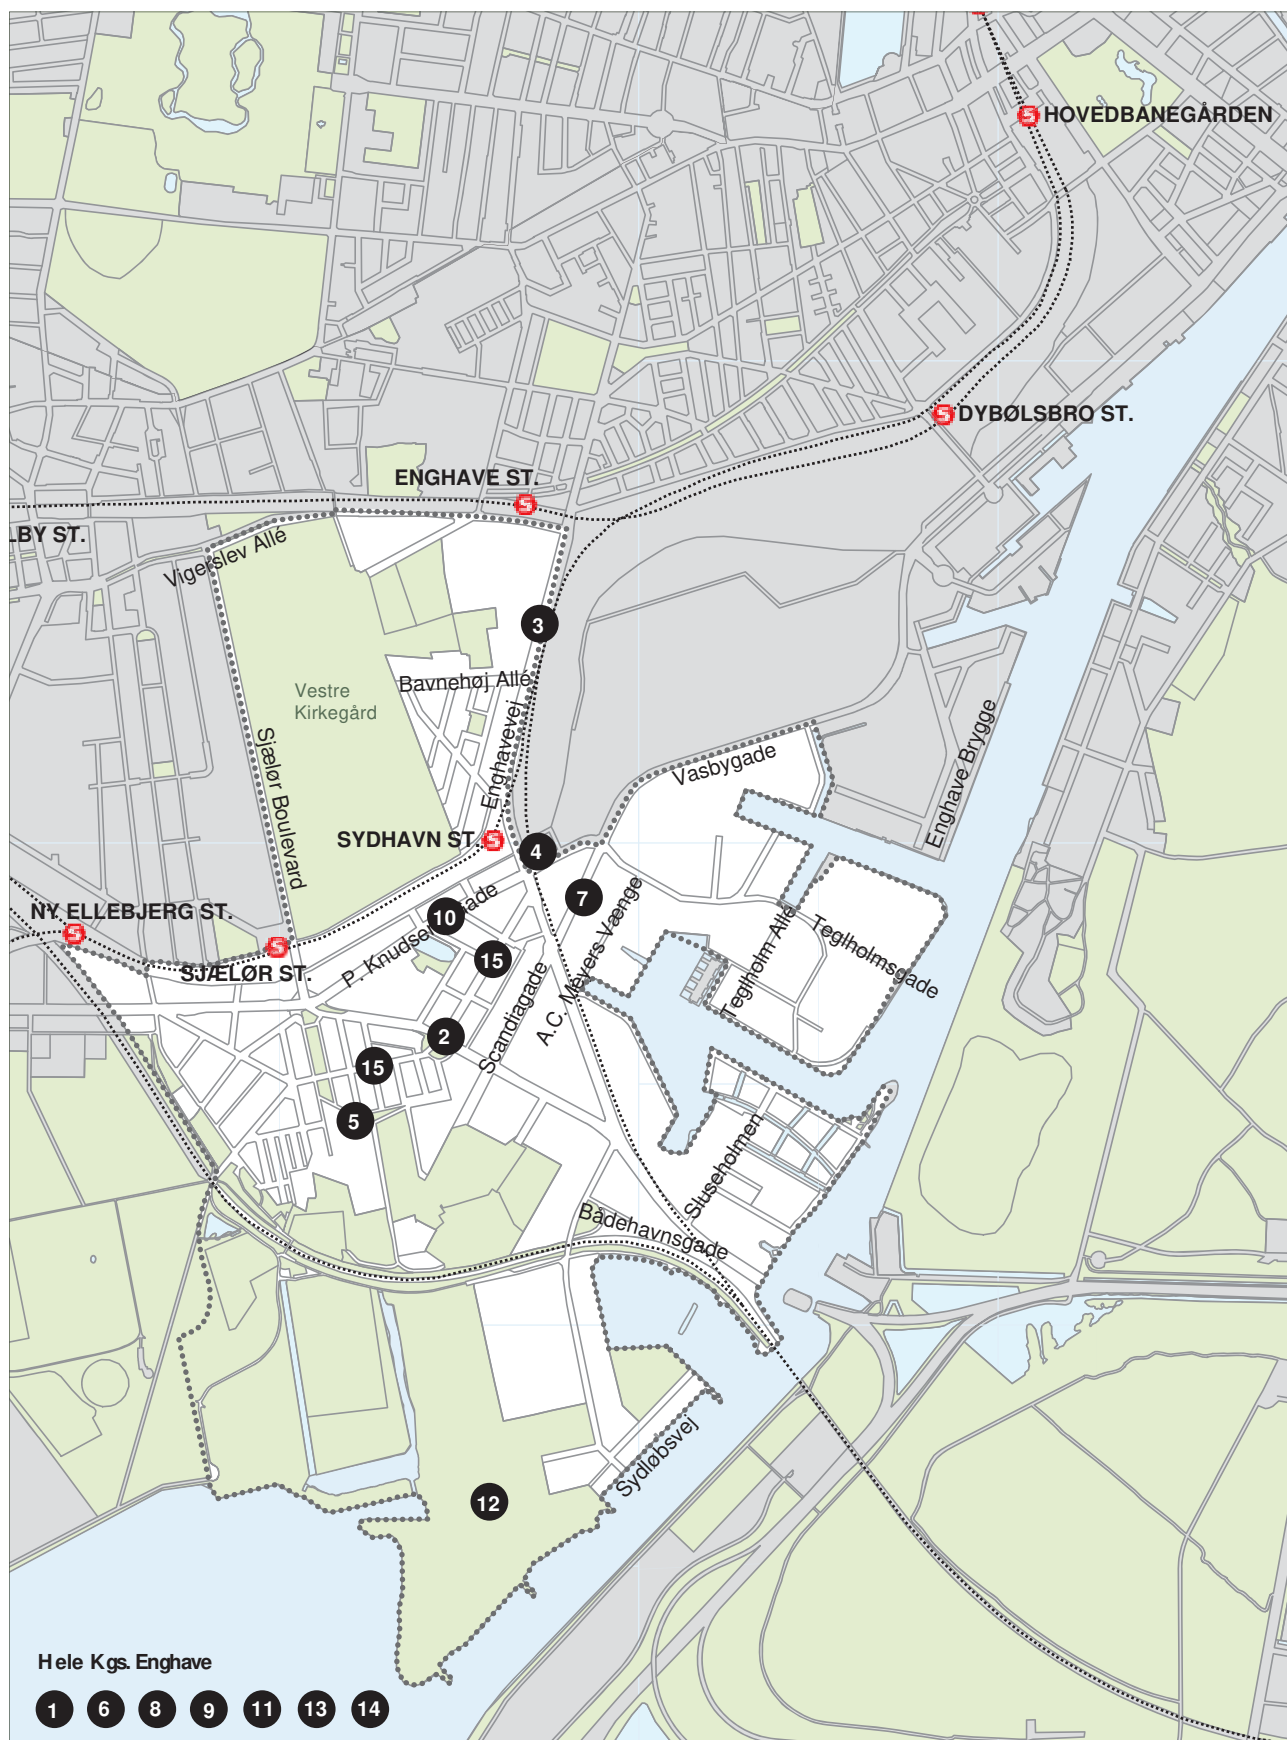 HOVEDBANEGÅRDEN
DYBØLSBRO ST.
ENGHAVE ST.
LBY ST.
Vigerslev Allé
3
Bavnehøj Allé
Vestre
Kirkegård
Enghavevej
Sjælør Boulevard
Vasbygade
Enghave Brygge
SYDHAVN ST.
4
7
10
P. Knudsens Gade
NY ELLEBJERG ST.
SJÆLØR ST.
15
A.C. Meyers Vænge
Teglholm Allé
Teglholmsgade
Scandiagade
2
15
5
Sluseholmen
Bådehavnsgade
Sydløbsvej
12
Hele Kgs. Enghave
1 6 8 9 11 13 14